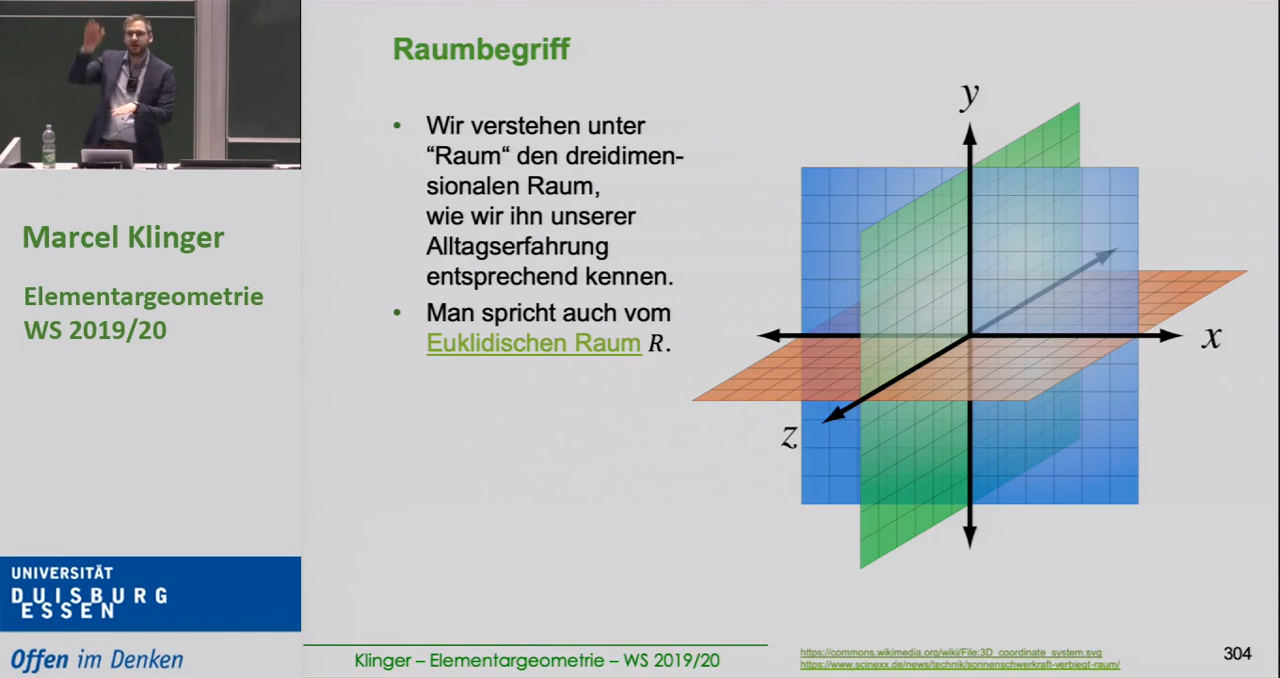 Marcel Klinger
Elementargeometrie
WS 2019/20
UNIVERSITÄT
DUISBURG
ESSEN
Offen im Denken
Raumbegriff
• Wir verstehen unter
“Raum“ den dreidimen-
sionalen Raum,
wie wir ihn unserer
Alltagserfahrung
entsprechend kennen.
• Man spricht auch vom
Euklidischen Raum R.
y
x
z
Klinger – Elementargeometrie – WS 2019/20
https://commons.wikimedia.org/wiki/File:3D_coordinate_system.svg
https://www.scinexx.de/news/technik/sonnenschwerkraft-verbiegt-raum/
304